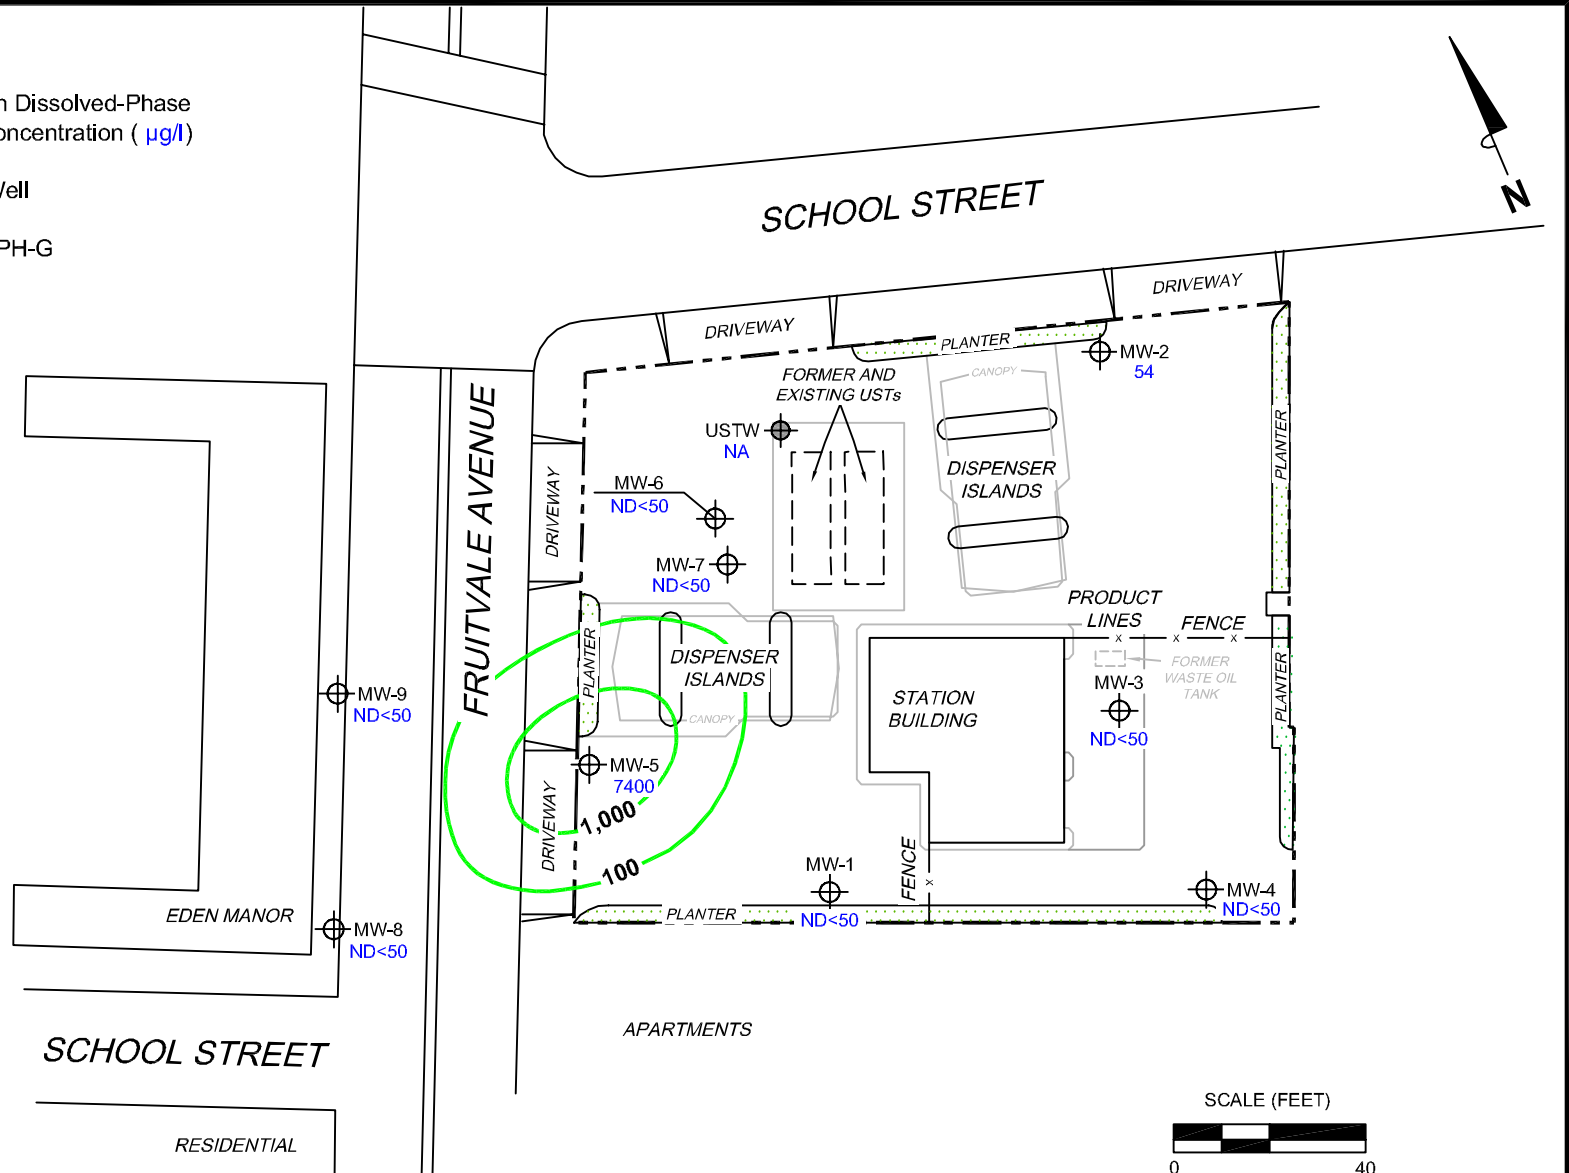 Dissolved-Phase
oncentration ( µg/l)
Vell
PH-G
N
SCHOOL STREET
DRIVEWAY
DRIVEWAY
PLANTER
MW-2
54
CANOPY
FORMER AND
EXISTING USTs
USTW
NA
FRUITVALE AVENUE
DRIVEWAY
MW-6
ND<50
DISPENSER
ISLANDS
PLANTER
MW-7
ND<50
PRODUCT
LINES
x
x
x
FENCE
PLANTER
DISPENSER
ISLANDS
CANOPY
FORMER
WASTE OIL
TANK
MW-3
ND<50
PLANTER
STATION
BUILDING
MW-9
ND<50
MW-5
7400
1,000
100
DRIVEWAY
MW-1
ND<50
FENCE
x
MW-4
ND<50
PLANTER
EDEN MANOR
MW-8
ND<50
APARTMENTS
SCHOOL STREET
RESIDENTIAL
SCALE (FEET)
0
40